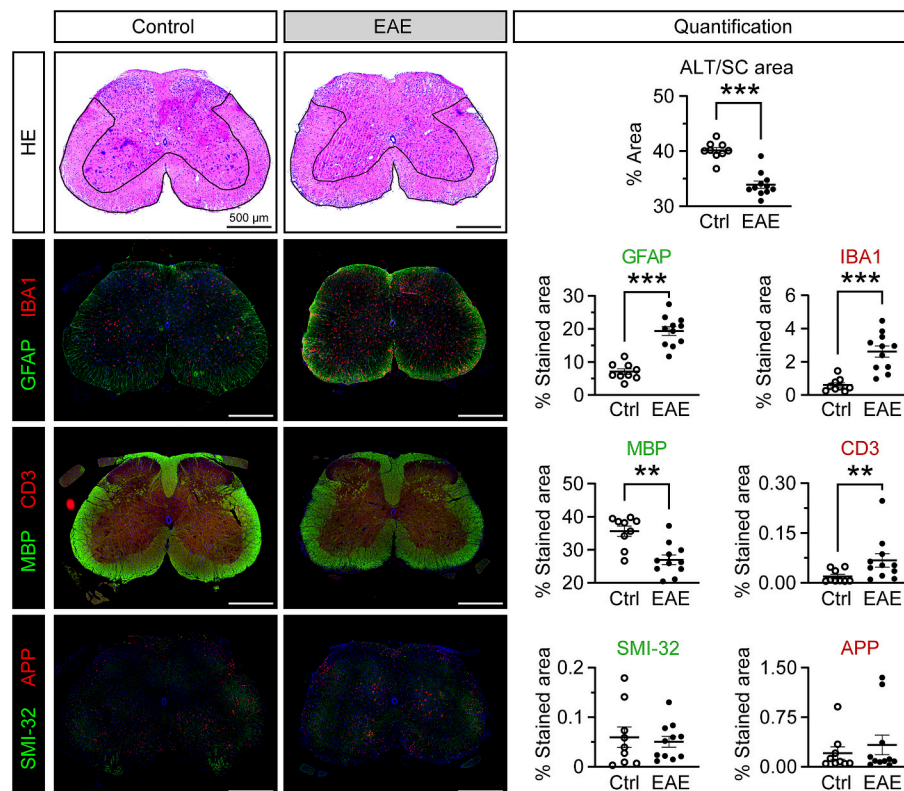 Control
EAE
Quantification
HE
500 µm
ALT/SC area
***
% Area
50
40
30
Ctrl EAE
GFAP IBA1
GFAP
***
% Stained area
30
20
10
0
Ctrl EAE
IBA1
***
% Stained area
6
4
2
0
Ctrl EAE
MBP CD3
MBP
**
% Stained area
50
40
30
20
Ctrl EAE
CD3
**
% Stained area
0.10
0.05
0.00
Ctrl EAE
SMI-32 APP
SMI-32
% Stained area
0.2
0.1
0
Ctrl EAE
APP
% Stained area
1.50
0.75
0.00
Ctrl EAE